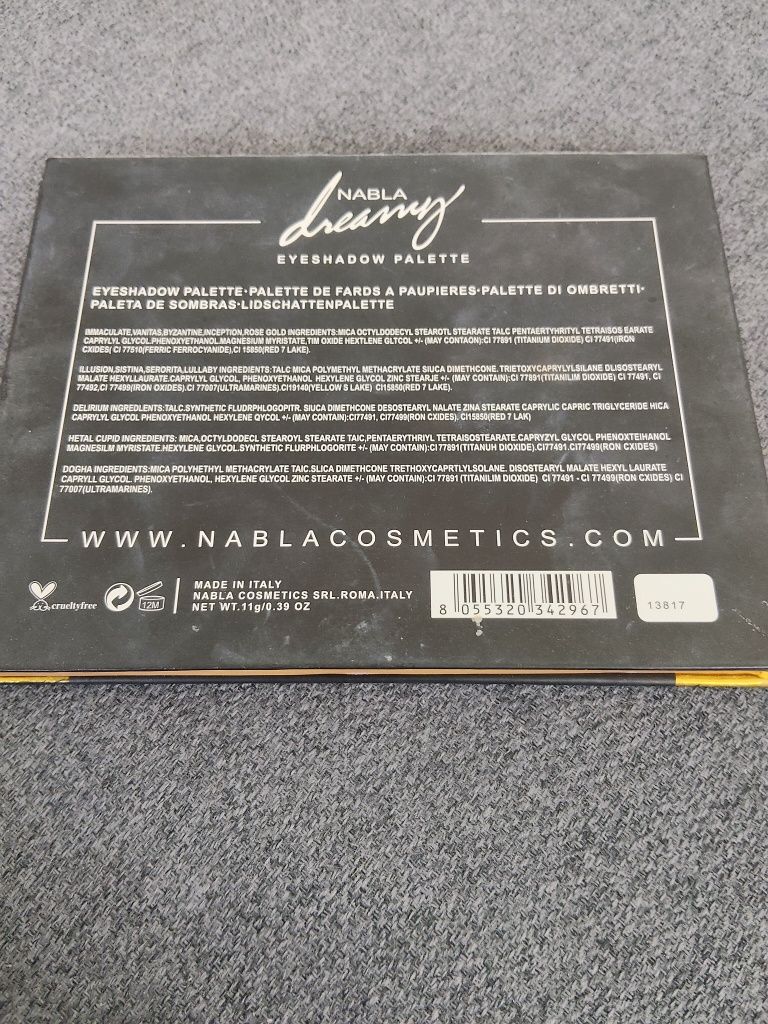 NABLA
dreamy
EYESHADOW PALETTE
EYESHADOW PALETTE·PALETTE DE FARDS A PAUPIERES·PALETTE DI OMBRETTI·
PALETA DE SOMBRAS·LIDSCHATTENPALETTE
IMMACULATE,VANITAS,BYZANTINE,INCEPTION,ROSE GOLD INGREDIENTS:MICA OCTYLDODECYL STEAROTL STEARATE TALC PENTAERTYHRITYL TETRAISOS EARATE
CAPRYLYL GLYCOL.PHENOXYETHANOL.MAGNESIUM MYRISTATE,TIM OXIDE HEXTLENE GLTCOL +/- (MAY CONTAON):CI 77891 (TITANIUM DIOXIDE) CI 77491(IRON
OXCIDES( CI 77510(FERRIC FERROCYANIDE).CI 15850(RED 7 LAKE).
ILLUSION,SISTINA,SERORITA,LULLABY INGREDIENTS:TALC MICA POLYMETHYL METHACRYLATE SIUCA DIMETHCONE. TRIETOXYCAPRYLYLSILANE DLISOSTEARYL
MALATE HEXYLLAURATE.CAPRYLYL GLYCOL, PHENOXYETHANOL HEXYLENE GLYCOL ZINC STEARJE +/- (MAY CONTAIN):CI 77891(TITANILIM DIOXIDE) CI 77491, CI
77492,CI 77499(IRON OXIDES).CI 77007(ULTRAMARINES).CI19140(YELLOW S LAKE) CI15850(RED 7 LAKE).
DELIRIUM INGREDLENTS:TALC.SYNTHETIC FLUDRPHLOGOPITR. SIUCA DIMETHCONE DESOSTEARYL NALATE ZINA STEARATE CAPRYLIC CAPRIC TRIGLYCERIDE HICA
CAPRYLYL GLYCOL PHENOXYETHANOL HEXYLENE QYCOL +/- (MAY CONTAIN):CI77491, CI77499(RON CXIDES). CI15850(RED 7 LAK)
HETAL CUPID INGREDIENTS: MICA,OCTYLDODECL STEAROYL STEARATE TAIC,PENTAERYTHRIYL TETRAISOSTEARATE.CAPRYZYL GLYCOL PHENOXTEIHANOL
MAGNESILM MYRISTATE.HEXYLENE GLYCOL.SYNTHETIC FLURPHLOGORITE +/- (MAY CONTAIN):CI 77891(TITANUH DIOXIDE).CI77491.CI77499(RON CXIDES)
DOGHA INGREDIENTS:MICA POLYHETHYL METHACRYLATE TAIC.SLICA DIMETHCONE TRETHOXYCAPRTLYLSOLANE. DISOSTEARYL MALATE HEXYL LAURATE
CAPRYLL GLYCOL. PHENOXYETHANOL, HEXYLENE GLYCOL ZINC STEARATE +/- (MAY CONTAIN):CI 77891(TITANILIM DIOXIDE) CI 77491 - CI 77499(RON CXIDES) CI
77007(ULTRAMARINES).
WWW.NABLACOSMETICS.COM
crueltyfree
12M
MADE IN ITALY
NABLA COSMETICS SRL.ROMA.ITALY
NET WT.11g/0.39 OZ
8 055320 342967
13817